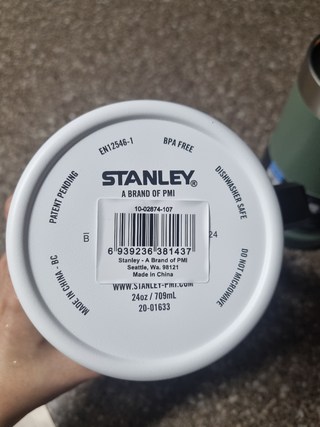 EN12546-1
BPA FREE
PATENT PENDING
DISHWASHER SAFE
STANLEY®
A BRAND OF PMI
10-02874-107
B
24
6 939236 381437
Stanley - A Brand of PMI
Seattle, Wa. 98121
Made in China
MADE IN CHINA - BC
DO NOT MICROWAVE
WWW.STANLEY-PMI.COM
24oz / 709mL
20-01633